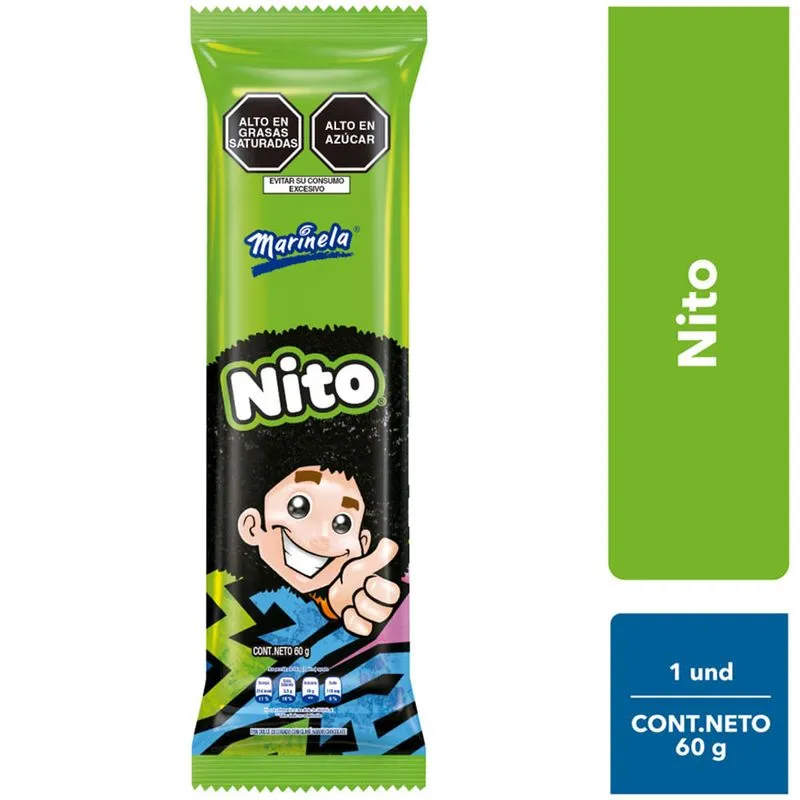 ALTO EN
GRASAS
SATURADAS
ALTO EN
AZÚCAR
EVITAR SU CONSUMO
EXCESIVO
Marinela®
Nito®
CONT.NETO 60 g
Nito
1 und
CONT.NETO
60 g